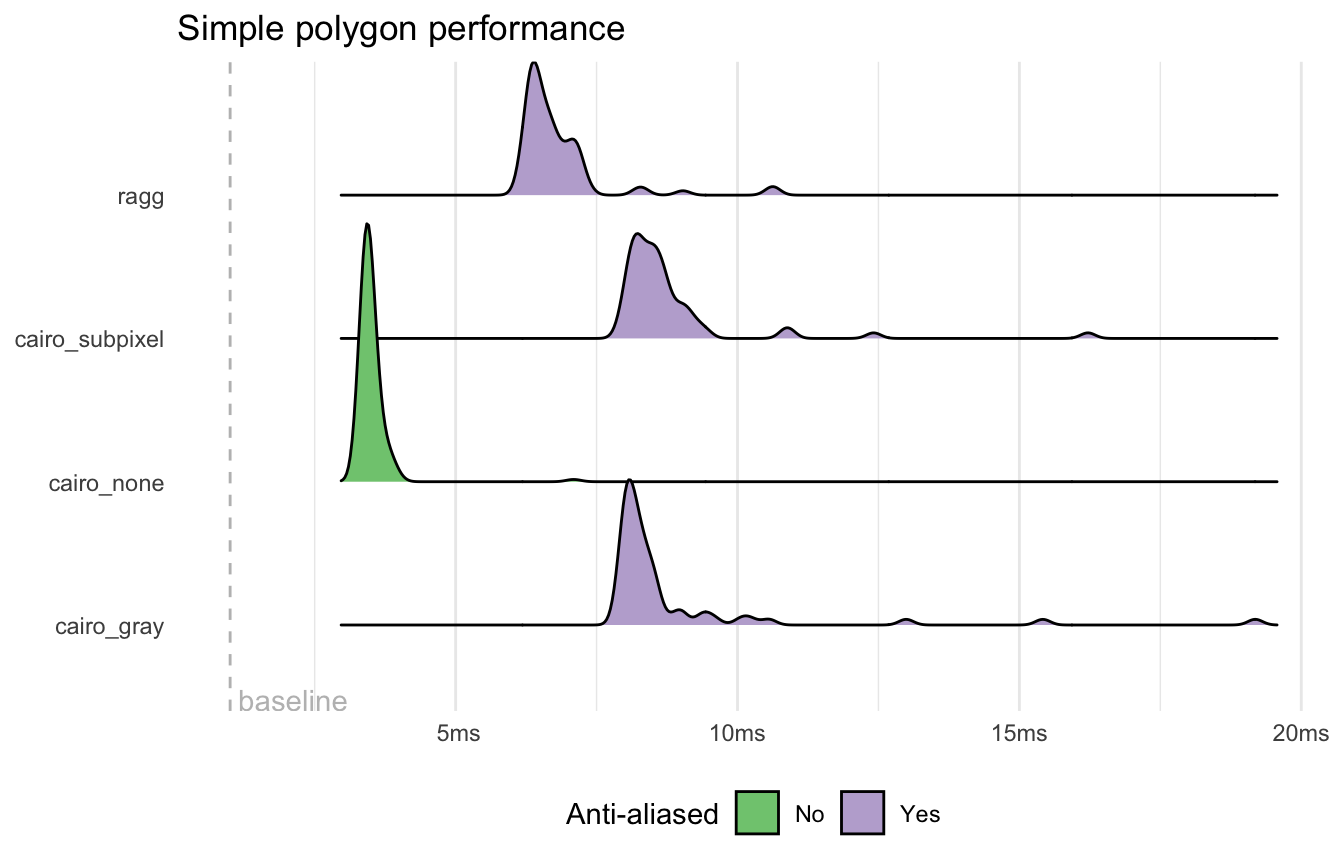 Simple polygon performance
ragg
cairo_subpixel
cairo_none
cairo_gray
baseline
5ms 10ms 15ms 20ms
Anti-aliased No Yes